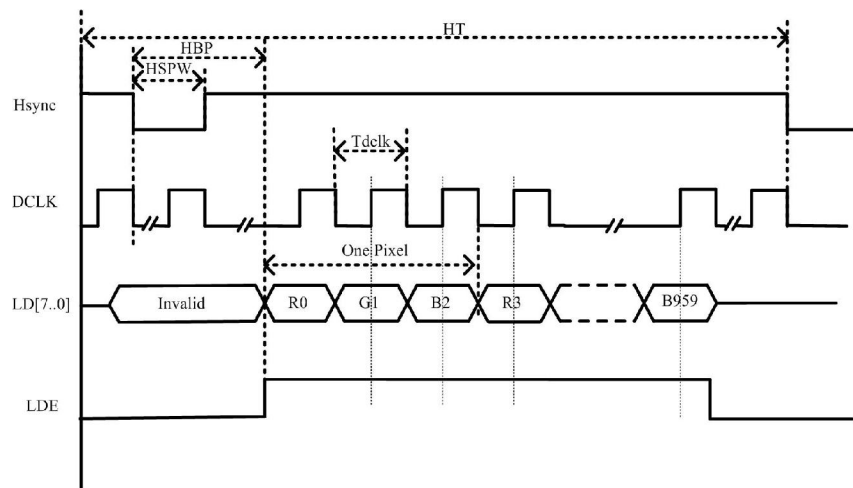 HT
HBP
HSPW
Hsync
Tdclk
DCLK
One Pixel
LD[7..0]
Invalid
R0
G1
B2
R3
B959
LDE